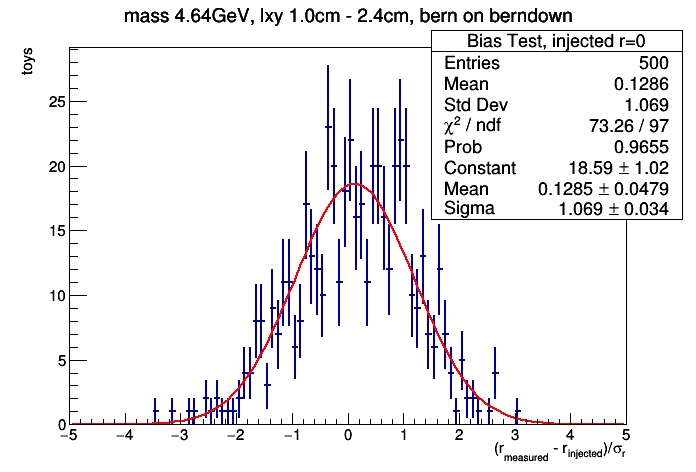 mass 4.64GeV, lxy 1.0cm - 2.4cm, bern on berndown
toys
Bias Test, injected r=0
Entries 500
Mean 0.1286
Std Dev 1.069
χ² / ndf 73.26 / 97
Prob 0.9655
Constant 18.59 ± 1.02
Mean 0.1285 ± 0.0479
Sigma 1.069 ± 0.034
25
20
15
10
5
0
−5 −4 −3 −2 −1 0 1 2 3 4 5
(r_measured - r_injected)/σ_r